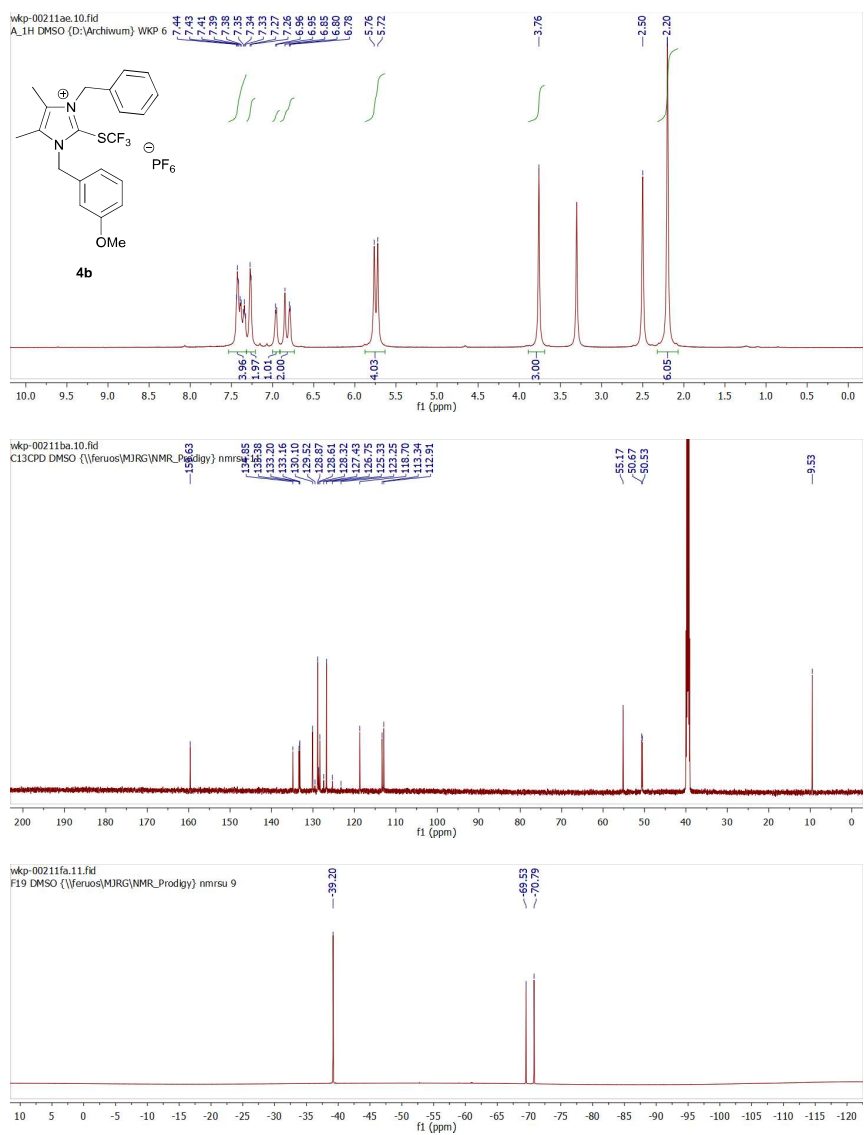 wkp-00211ae.10.fid
A_1H DMSO {D:\Archiwum} WKP 6
7.44
7.43
7.41
7.39
7.38
7.35
7.34
7.33
7.27
7.26
6.96
6.95
6.85
6.80
6.78
5.76
5.72
3.76
2.50
2.20
+
N
SCF3
N
⊖
PF6
OMe
4b
3.96
1.97
1.01
2.00
4.03
3.00
6.05
10.0 9.5 9.0 8.5 8.0 7.5 7.0 6.5 6.0 5.5 5.0 4.5 4.0 3.5 3.0 2.5 2.0 1.5 1.0 0.5 0.0
f1 (ppm)
wkp-00211ba.10.fid
C13CPD DMSO {\\feruos\MJRG\NMR_Prodigy} nmrsu
134.85
133.38
133.20
133.16
130.10
129.52
128.87
128.61
128.32
127.43
126.75
125.33
123.25
118.70
113.34
112.91
55.17
50.67
50.53
9.53
200 190 180 170 160 150 140 130 120 110 100 90 80 70 60 50 40 30 20 10 0
f1 (ppm)
wkp-00211fa.11.fid
F19 DMSO {\\feruos\MJRG\NMR_Prodigy} nmrsu 9
-39.20
-69.53
-70.79
10 5 0 -5 -10 -15 -20 -25 -30 -35 -40 -45 -50 -55 -60 -65 -70 -75 -80 -85 -90 -95 -100 -105 -110 -115 -120
f1 (ppm)